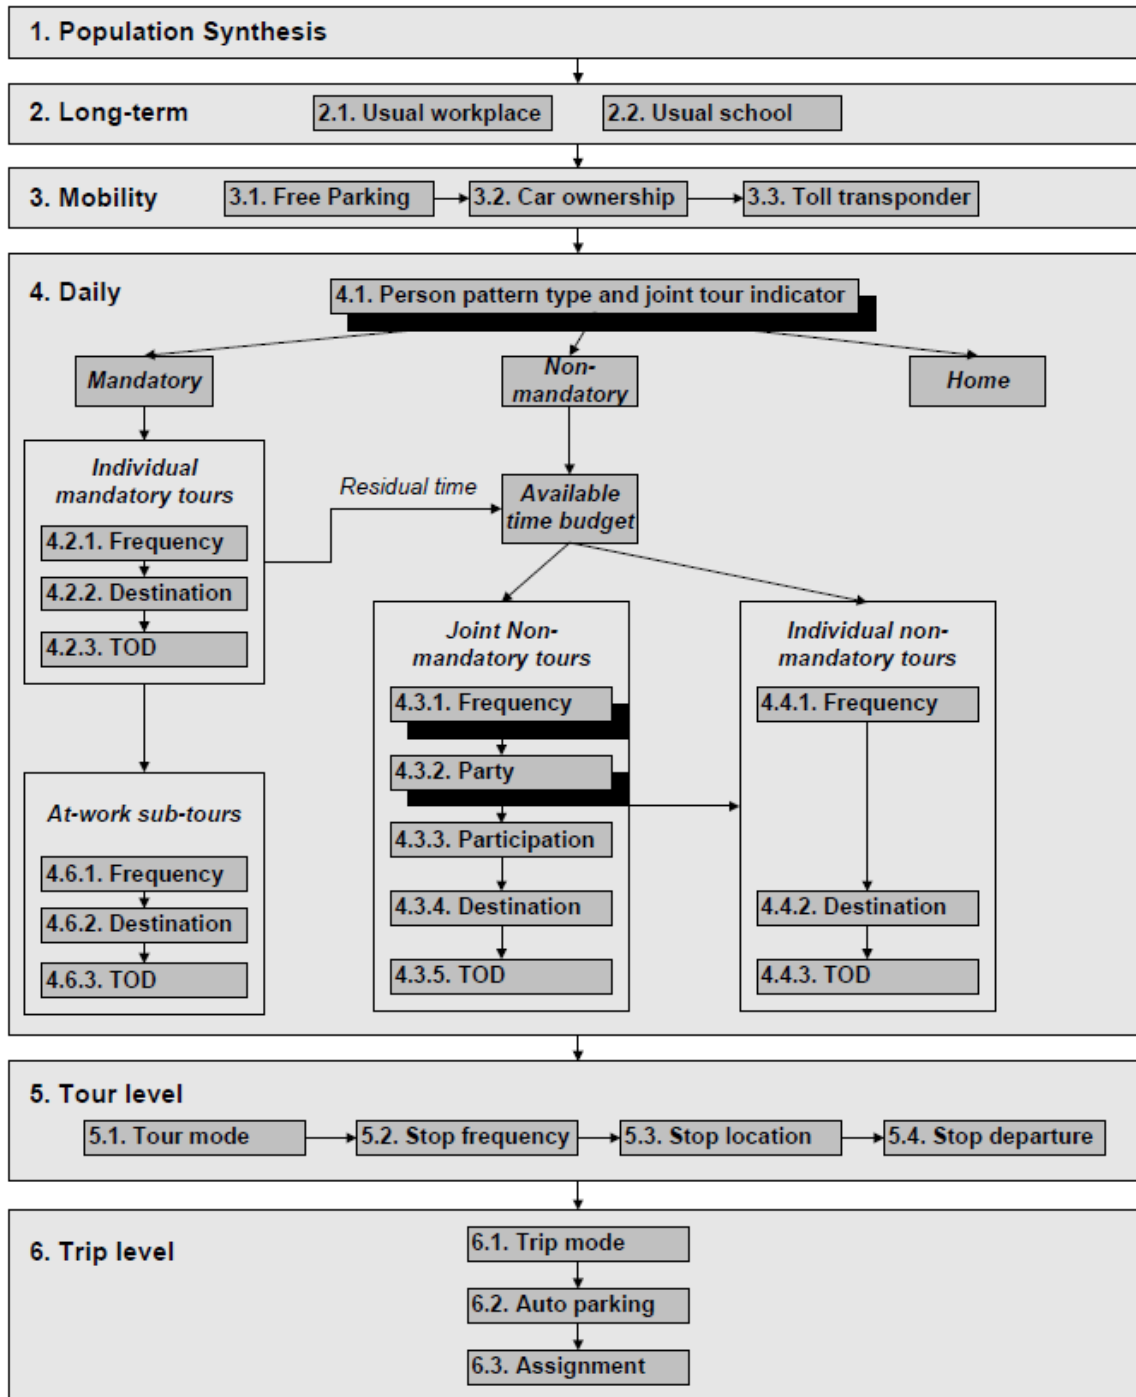 1. Population Synthesis
2. Long-term
2.1. Usual workplace
2.2. Usual school
3. Mobility
3.1. Free Parking
3.2. Car ownership
3.3. Toll transponder
4. Daily
4.1. Person pattern type and joint tour indicator
Mandatory
Non-
mandatory
Home
Individual
mandatory tours
4.2.1. Frequency
4.2.2. Destination
4.2.3. TOD
Residual time
Available
time budget
Joint Non-
mandatory tours
4.3.1. Frequency
4.3.2. Party
4.3.3. Participation
4.3.4. Destination
4.3.5. TOD
Individual non-
mandatory tours
4.4.1. Frequency
4.4.2. Destination
4.4.3. TOD
At-work sub-tours
4.6.1. Frequency
4.6.2. Destination
4.6.3. TOD
5. Tour level
5.1. Tour mode
5.2. Stop frequency
5.3. Stop location
5.4. Stop departure
6. Trip level
6.1. Trip mode
6.2. Auto parking
6.3. Assignment